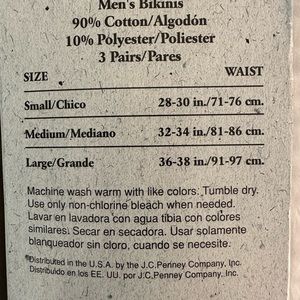 Men's Bikinis
90% Cotton/Algodón
10% Polyester/Poliester
3 Pairs/Pares
SIZE WAIST
Small/Chico 28-30 in./71-76 cm.
Medium/Mediano 32-34 in./81-86 cm.
Large/Grande 36-38 in./91-97 cm.
Machine wash warm with like colors. Tumble dry.
Use only non-chlorine bleach when needed.
Lavar en lavadora con agua tibia con colores
similares. Secar en secadora. Usar solamente
blanqueador sin cloro, cuando se necesite.
Distributed in the U.S.A. by the J.C.Penney Company, Inc.
Distribuido en los EE. UU. por J.C.Penney Company, Inc.